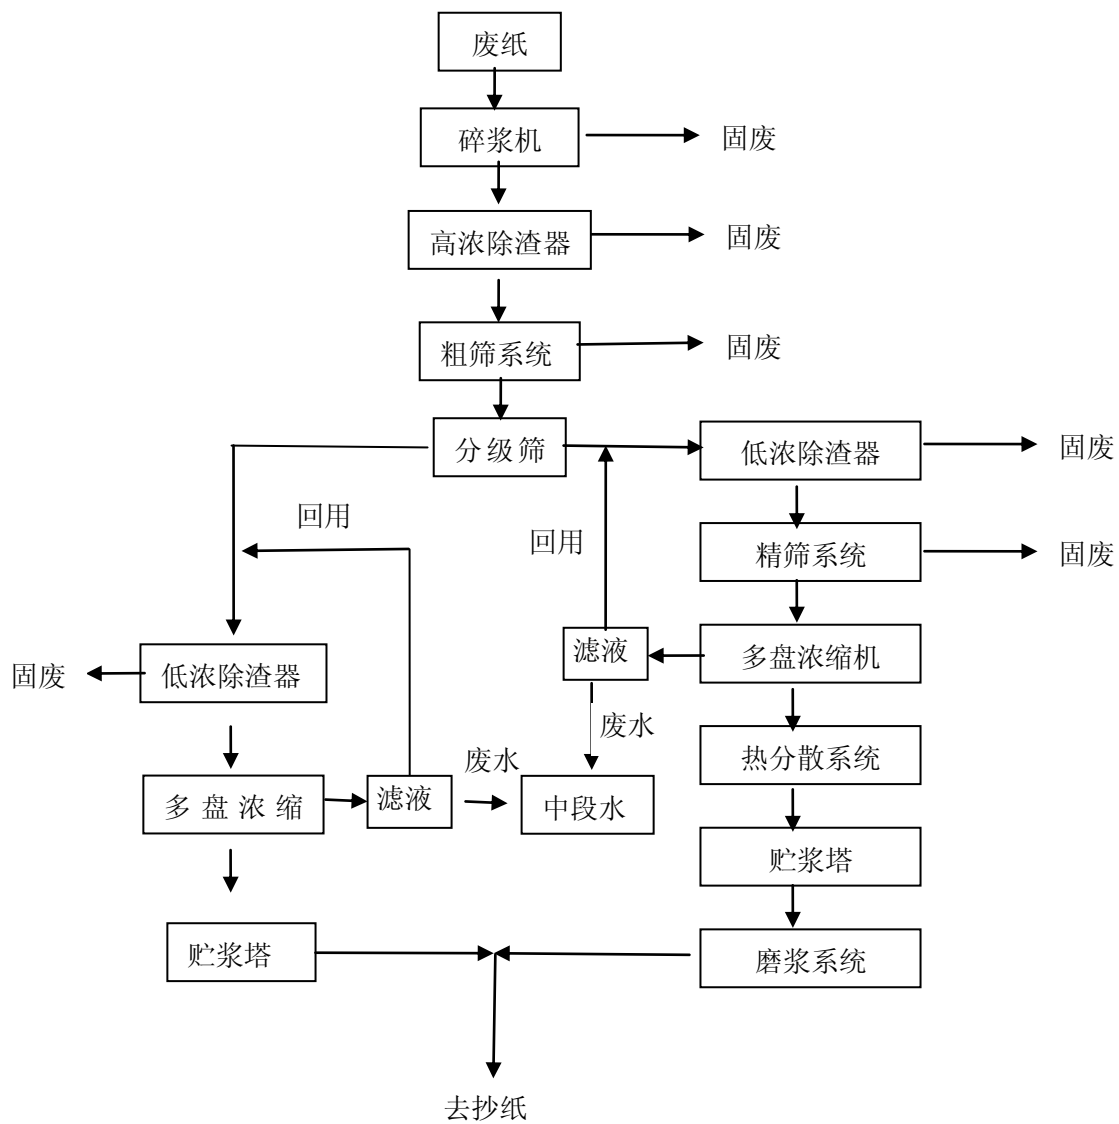 废纸
碎浆机
固废
高浓除渣器
固废
粗筛系统
固废
分级筛
低浓除渣器
固废
回用
回用
精筛系统
固废
滤液
多盘浓缩机
固废
低浓除渣器
废水
热分散系统
废水
多盘浓缩
滤液
中段水
贮浆塔
贮浆塔
磨浆系统
去抄纸